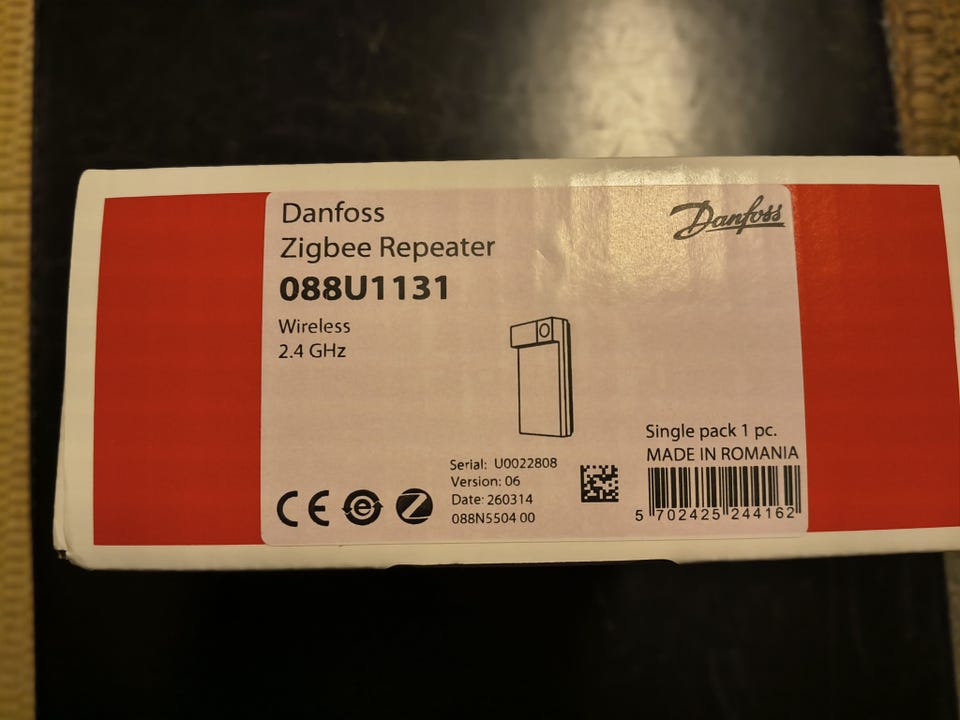 Danfoss
Zigbee Repeater
088U1131
Wireless
2.4 GHz
Danfoss
Single pack 1 pc.
MADE IN ROMANIA
Serial: U0022808
Version: 06
Date: 260314
088N5504 00
CE
e
Z
5 702425 244162